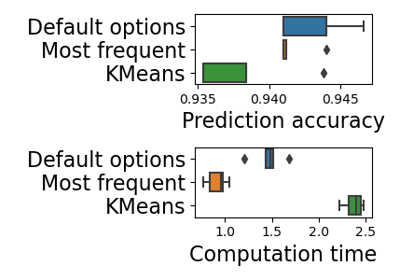 Default options
Most frequent
KMeans
0.935 0.940 0.945
Prediction accuracy
Default options
Most frequent
KMeans
1.0 1.5 2.0 2.5
Computation time